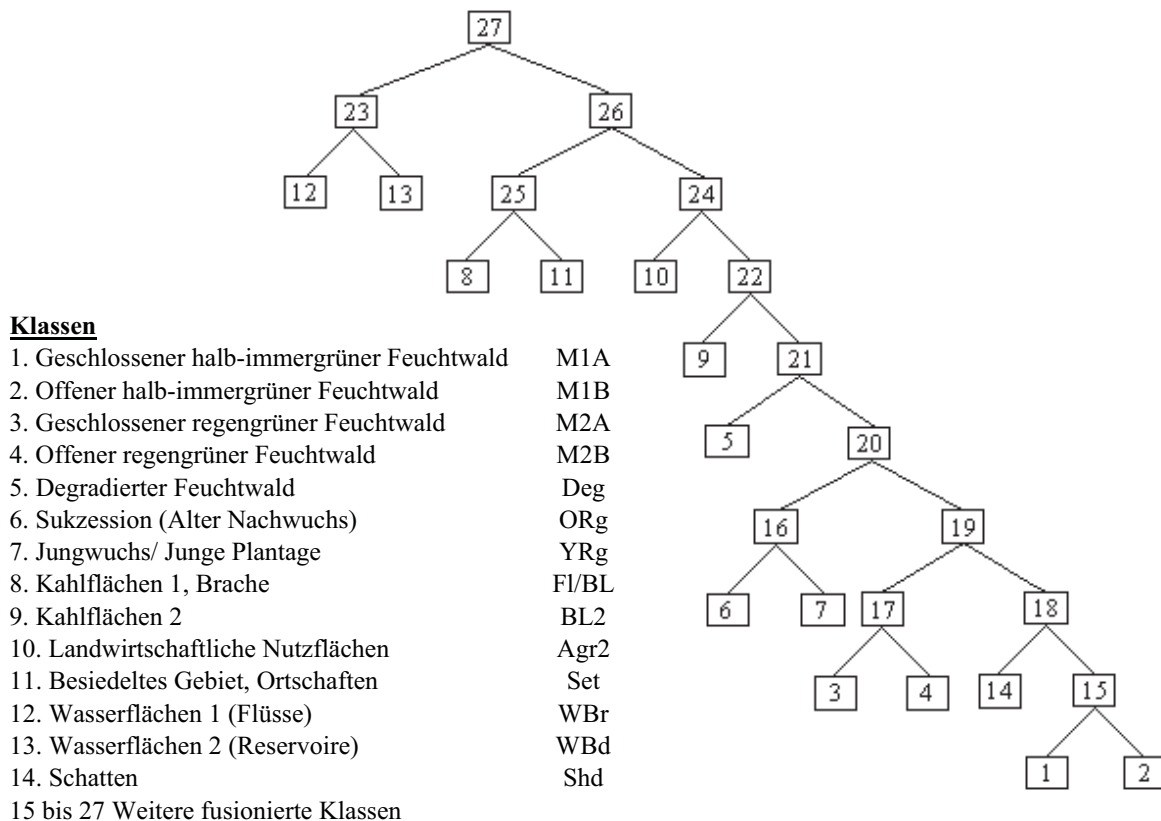 27
23 26
12 13 25 24
8 11 10 22
9 21
5 20
16 19
6 7 17 18
3 4 14 15
1 2
Klassen
1. Geschlossener halb-immergrüner Feuchtwald M1A
2. Offener halb-immergrüner Feuchtwald M1B
3. Geschlossener regengrüner Feuchtwald M2A
4. Offener regengrüner Feuchtwald M2B
5. Degradierter Feuchtwald Deg
6. Sukzession (Alter Nachwuchs) ORg
7. Jungwuchs/ Junge Plantage YRg
8. Kahlflächen 1, Brache Fl/BL
9. Kahlflächen 2 BL2
10. Landwirtschaftliche Nutzflächen Agr2
11. Besiedeltes Gebiet, Ortschaften Set
12. Wasserflächen 1 (Flüsse) WBr
13. Wasserflächen 2 (Reservoire) WBd
14. Schatten Shd
15 bis 27 Weitere fusionierte Klassen